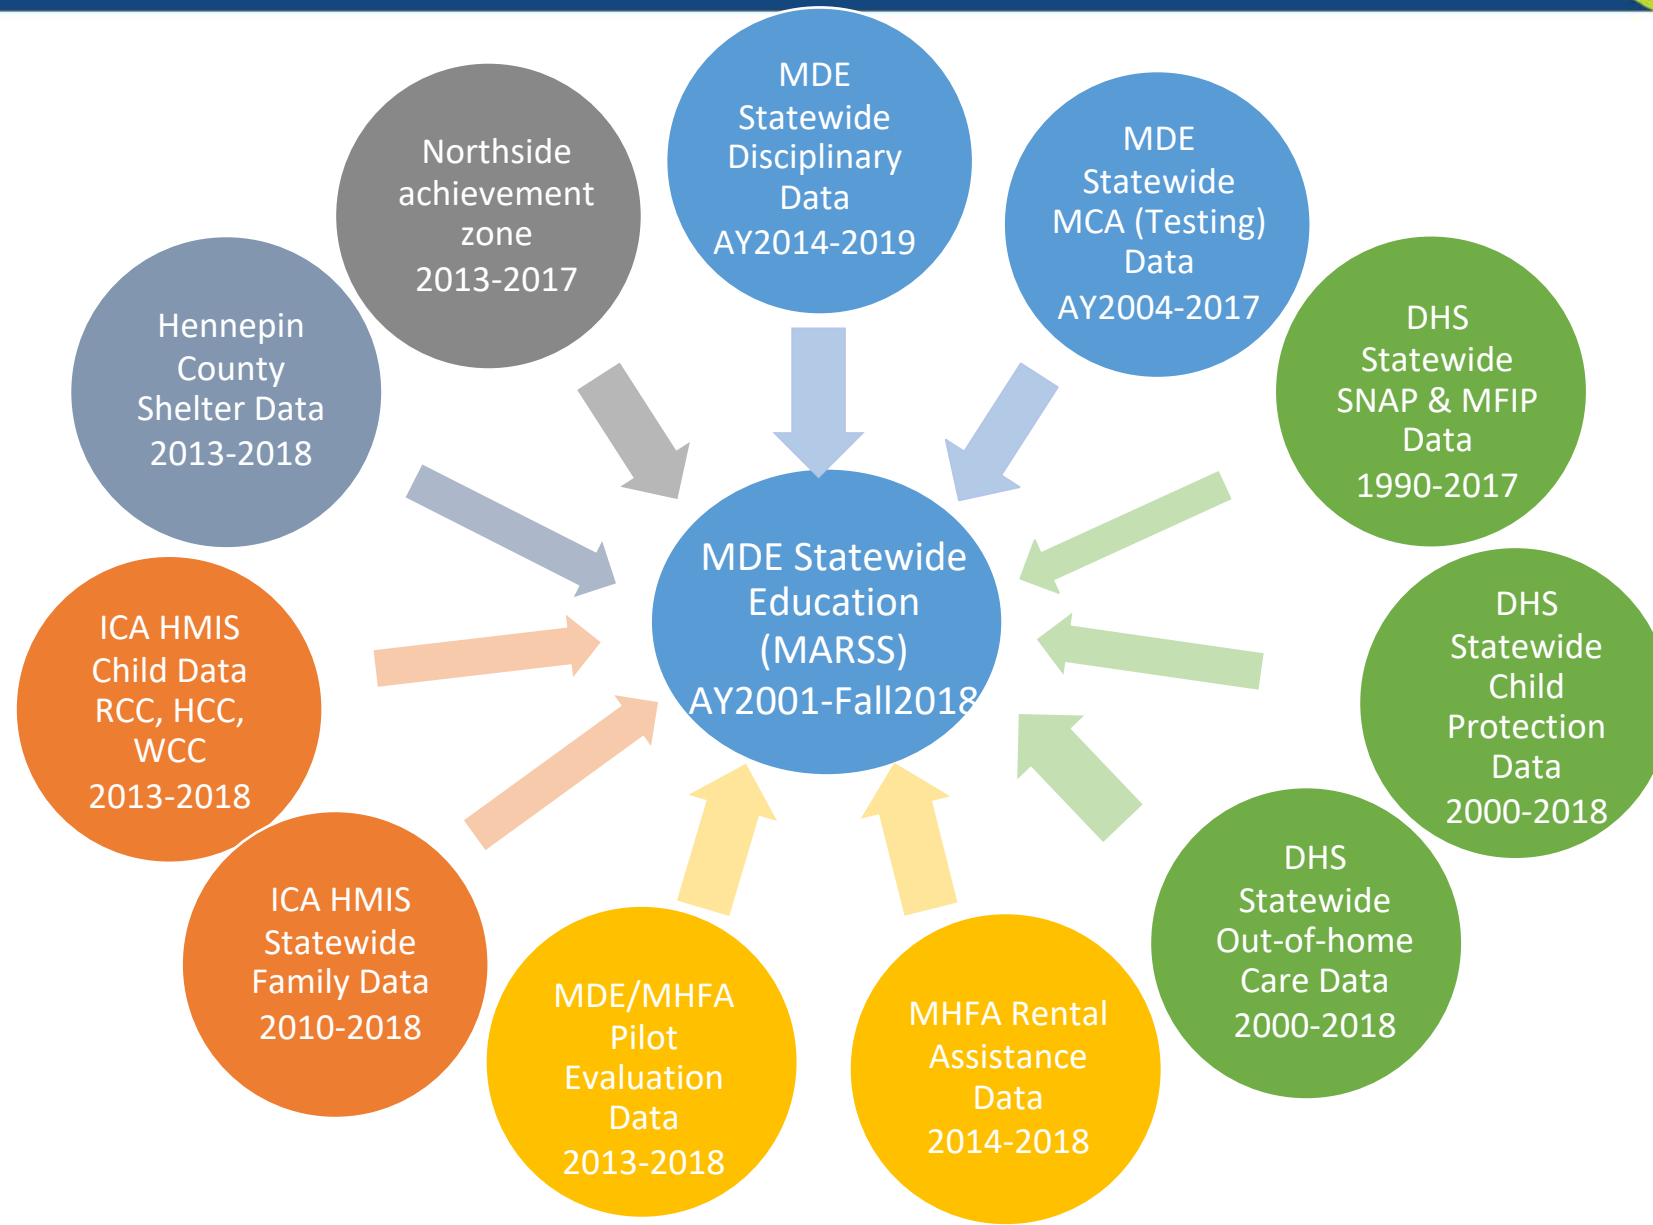 MDE
Statewide
Disciplinary
Data
AY2014-2019
MDE
Statewide
MCA (Testing)
Data
AY2004-2017
DHS
Statewide
SNAP & MFIP
Data
1990-2017
DHS
Statewide
Child
Protection
Data
2000-2018
DHS
Statewide
Out-of-home
Care Data
2000-2018
MHFA Rental
Assistance
Data
2014-2018
MDE/MHFA
Pilot
Evaluation
Data
2013-2018
ICA HMIS
Statewide
Family Data
2010-2018
ICA HMIS
Child Data
RCC, HCC,
WCC
2013-2018
Hennepin
County
Shelter Data
2013-2018
Northside
achievement
zone
2013-2017
MDE Statewide
Education
(MARSS)
AY2001-Fall2018